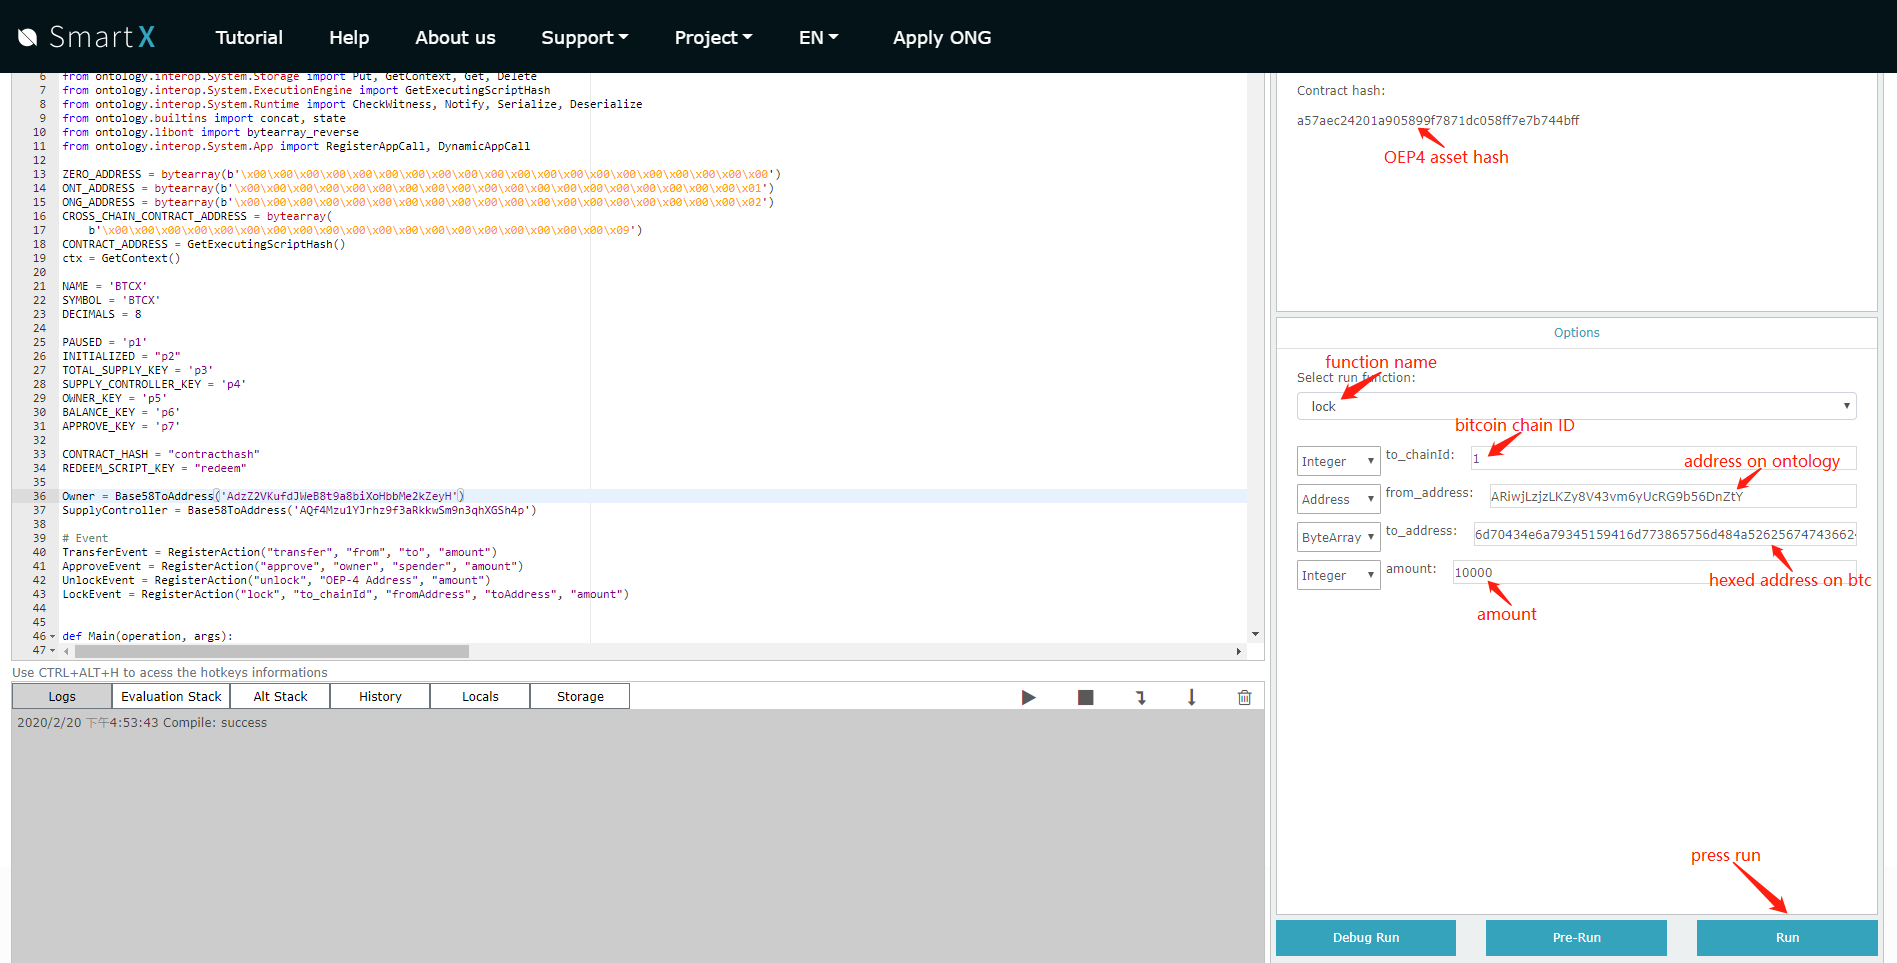 SmartX Tutorial Help About us Support Project EN Apply ONG
6 from ontology.interop.System.Storage import Put, GetContext, Get, Delete
7 from ontology.interop.System.ExecutionEngine import GetExecutingScriptHash
8 from ontology.interop.System.Runtime import CheckWitness, Notify, Serialize, Deserialize
9 from ontology.builtins import concat, state
10 from ontology.libont import bytearray_reverse
11 from ontology.interop.System.App import RegisterAppCall, DynamicAppCall
12
13 ZERO_ADDRESS = bytearray(b'\x00\x00\x00\x00\x00\x00\x00\x00\x00\x00\x00\x00\x00\x00\x00\x00\x00\x00\x00\x00')
14 ONT_ADDRESS = bytearray(b'\x00\x00\x00\x00\x00\x00\x00\x00\x00\x00\x00\x00\x00\x00\x00\x00\x00\x00\x00\x01')
15 ONG_ADDRESS = bytearray(b'\x00\x00\x00\x00\x00\x00\x00\x00\x00\x00\x00\x00\x00\x00\x00\x00\x00\x00\x00\x02')
16 CROSS_CHAIN_CONTRACT_ADDRESS = bytearray(
17 b'\x00\x00\x00\x00\x00\x00\x00\x00\x00\x00\x00\x00\x00\x00\x00\x00\x00\x00\x00\x09')
18 CONTRACT_ADDRESS = GetExecutingScriptHash()
19 ctx = GetContext()
20
21 NAME = 'BTCX'
22 SYMBOL = 'BTCX'
23 DECIMALS = 8
24
25 PAUSED = 'p1'
26 INITIALIZED = "p2"
27 TOTAL_SUPPLY_KEY = 'p3'
28 SUPPLY_CONTROLLER_KEY = 'p4'
29 OWNER_KEY = 'p5'
30 BALANCE_KEY = 'p6'
31 APPROVE_KEY = 'p7'
32
33 CONTRACT_HASH = "contracthash"
34 REDEEM_SCRIPT_KEY = "redeem"
35
36 Owner = Base58ToAddress('AdzZ2VKufdJWeB8t9a8biXoHbbMe2kZeyH')
37 SupplyController = Base58ToAddress('AQf4Mzu1YJrhz9f3aRkkwSm9n3qhXGSh4p')
38
39 # Event
40 TransferEvent = RegisterAction("transfer", "from", "to", "amount")
41 ApproveEvent = RegisterAction("approve", "owner", "spender", "amount")
42 UnlockEvent = RegisterAction("unlock", "OEP-4 Address", "amount")
43 LockEvent = RegisterAction("lock", "to_chainId", "fromAddress", "toAddress", "amount")
44
45
46 def Main(operation, args):
47
Use CTRL+ALT+H to acess the hotkeys informations
Logs Evaluation Stack Alt Stack History Locals Storage
2020/2/20 下午4:53:43 Compile: success
Contract hash:
a57aec24201a905899f7871dc058ff7e7b744bff
OEP4 asset hash
Options
function name
Select run function:
lock
bitcoin chain ID
Integer to_chainId: 1
address on ontology
Address from_address: ARiwjLzjzLKZy8V43vm6yUcRG9b56DnZtY
ByteArray to_address: 6d70434e6a79345159416d773865756d484a52625674743662
hexed address on btc
Integer amount: 10000
amount
press run
Debug Run Pre-Run Run